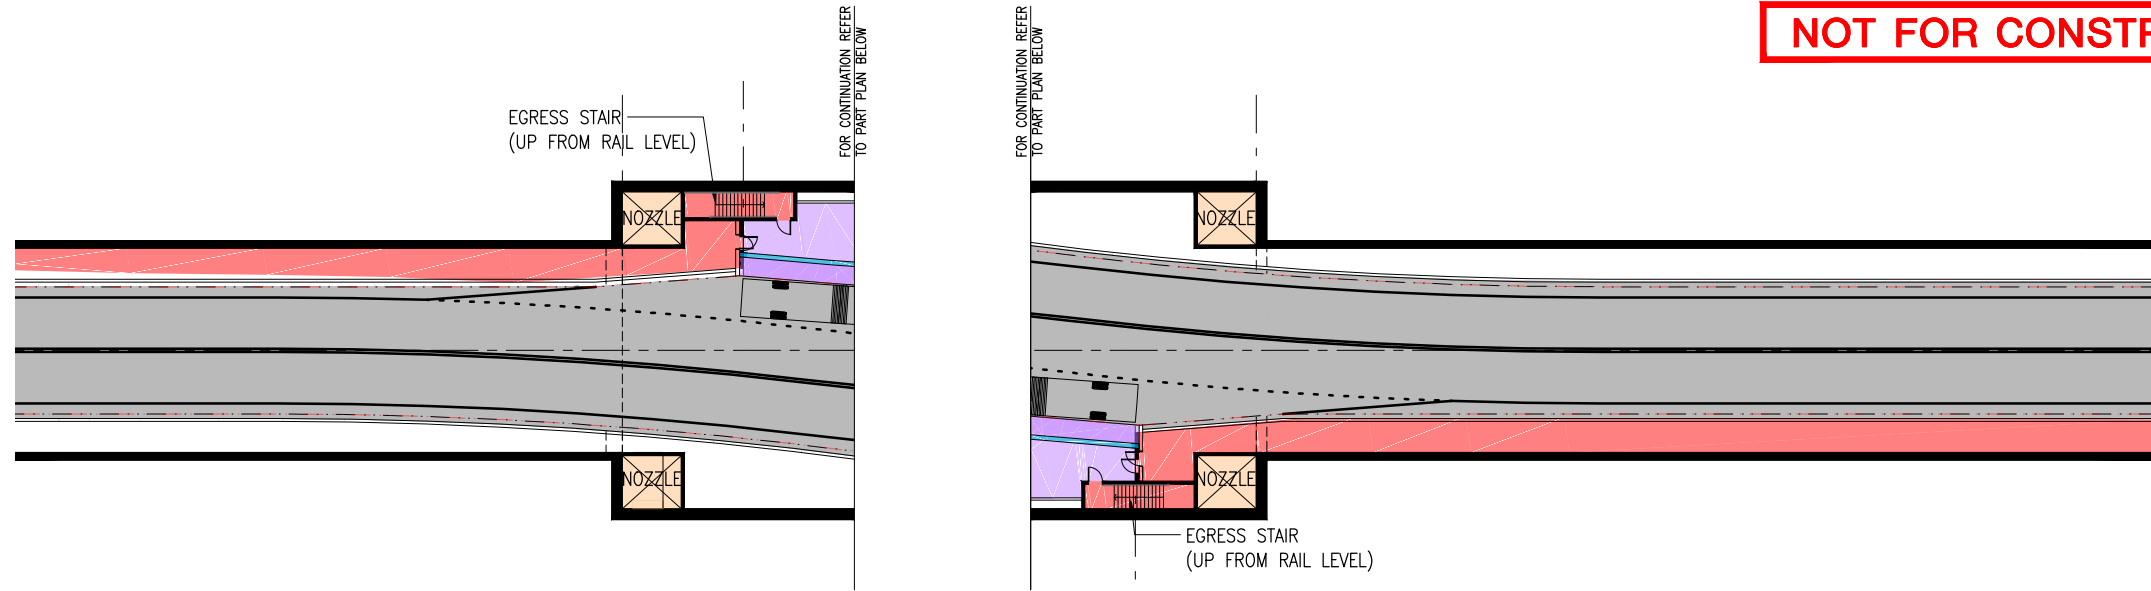 NOT FOR CONSTR
FOR CONTINUATION REFER
TO PART PLAN BELOW
FOR CONTINUATION REFER
TO PART PLAN BELOW
EGRESS STAIR
(UP FROM RAIL LEVEL)
NOZZLE
NOZZLE
NOZZLE
NOZZLE
EGRESS STAIR
(UP FROM RAIL LEVEL)